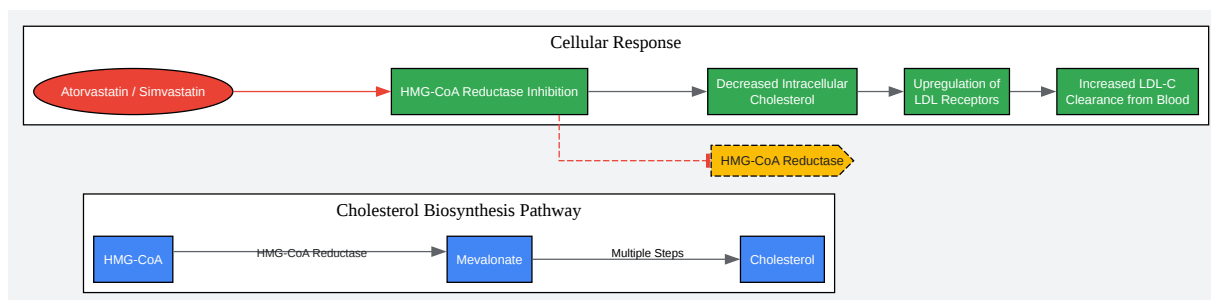 Cellular Response
Atorvastatin / Simvastatin
HMG-CoA Reductase Inhibition
Decreased Intracellular
Cholesterol
Upregulation of
LDL Receptors
Increased LDL-C
Clearance from Blood
HMG-CoA Reductase
Cholesterol Biosynthesis Pathway
HMG-CoA
HMG-CoA Reductase
Mevalonate
Multiple Steps
Cholesterol